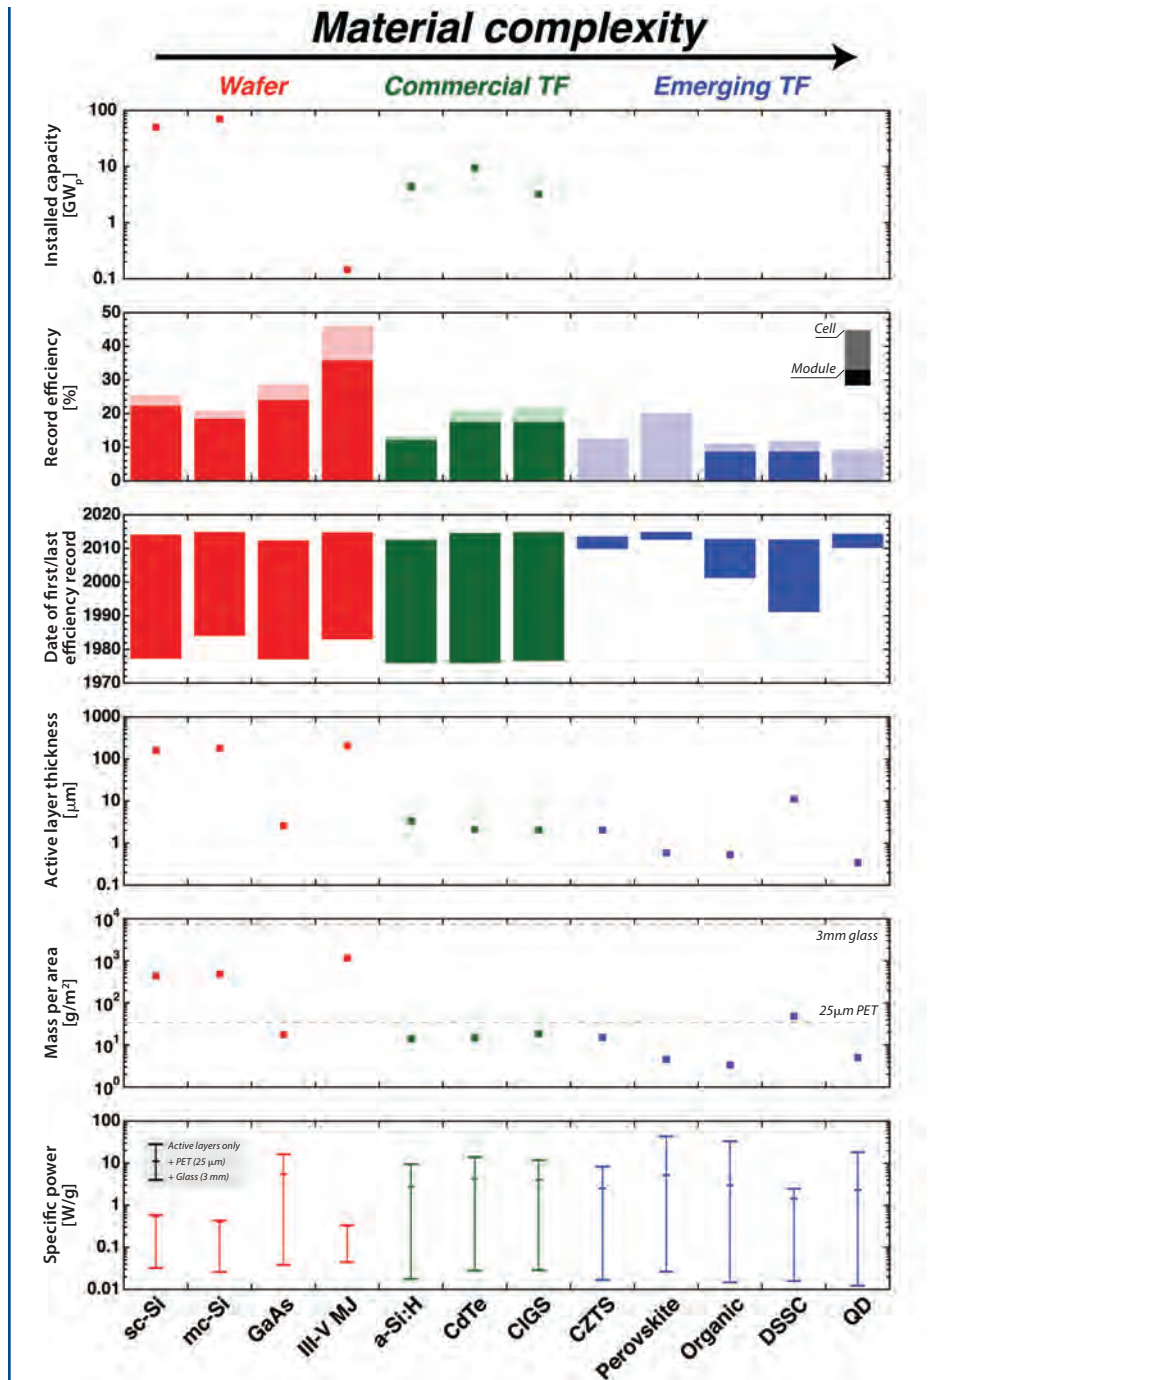 Material complexity
Wafer
Commercial TF
Emerging TF
Installed capacity
[GWp]
100
10
1
0.1
Record efficiency
[%]
50
40
30
20
10
0
Cell
Module
Date of first/last
efficiency record
2020
2010
2000
1990
1980
1970
Active layer thickness
[μm]
1000
100
10
1
0.1
Mass per area
[g/m²]
10⁴
10³
10²
10¹
10⁰
3mm glass
25μm PET
Specific power
[W/g]
100
10
1
0.1
0.01
Active layers only
+ PET (25 μm)
+ Glass (3 mm)
sc-Si
mc-Si
GaAs
III-V MJ
a-Si:H
CdTe
CIGS
CZTS
Perovskite
Organic
DSSC
QD